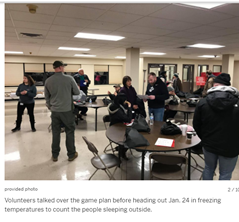 provided photo
2 / 10
Volunteers talked over the game plan before heading out Jan. 24 in freezing
temperatures to count the people sleeping outside.